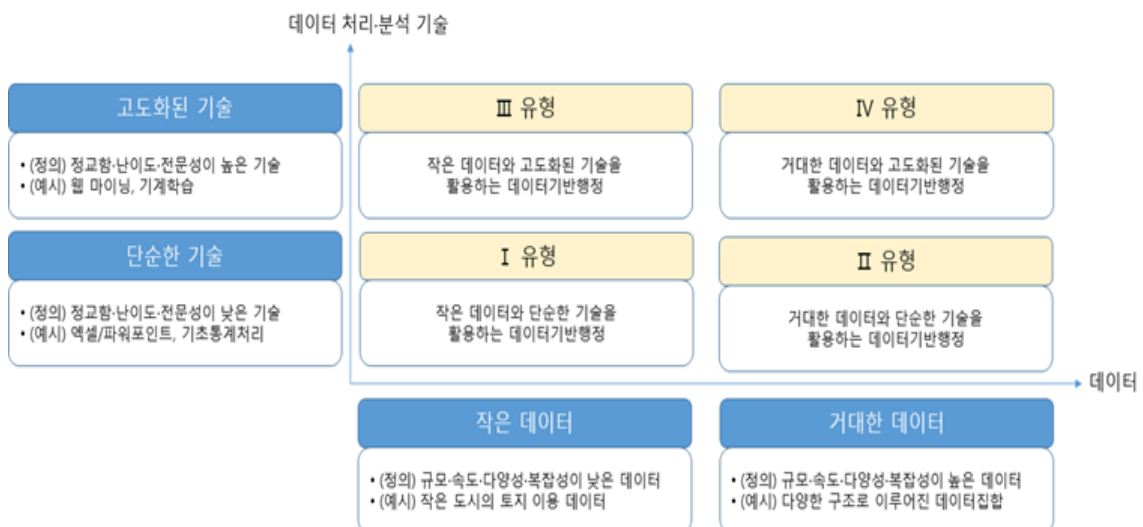 데이터 처리·분석 기술
고도화된 기술
• (정의) 정교함·난이도·전문성이 높은 기술
• (예시) 웹 마이닝, 기계학습
Ⅲ 유형
작은 데이터와 고도화된 기술을
활용하는 데이터기반행정
Ⅳ 유형
거대한 데이터와 고도화된 기술을
활용하는 데이터기반행정
단순한 기술
• (정의) 정교함·난이도·전문성이 낮은 기술
• (예시) 엑셀/파워포인트, 기초통계처리
Ⅰ 유형
작은 데이터와 단순한 기술을
활용하는 데이터기반행정
Ⅱ 유형
거대한 데이터와 단순한 기술을
활용하는 데이터기반행정
데이터
작은 데이터
• (정의) 규모·속도·다양성·복잡성이 낮은 데이터
• (예시) 작은 도시의 토지 이용 데이터
거대한 데이터
• (정의) 규모·속도·다양성·복잡성이 높은 데이터
• (예시) 다양한 구조로 이루어진 데이터집합